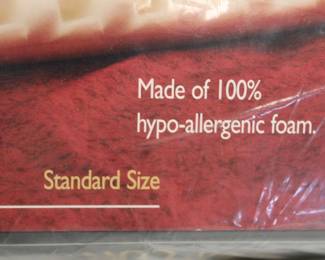 Made of 100%
hypo-allergenic foam.
Standard Size